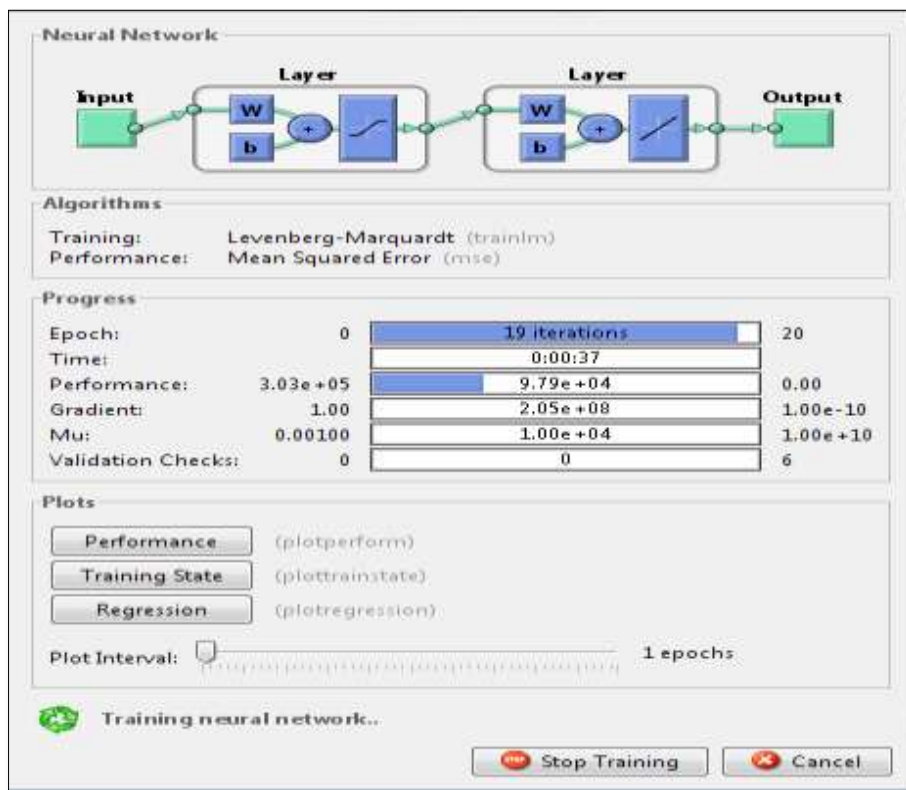 Neural Network
Layer Layer
Input Output
W W
+ +
b b
Algorithms
Training: Levenberg-Marquardt (trainlm)
Performance: Mean Squared Error (mse)
Progress
Epoch: 0 19 iterations 20
Time: 0:00:37
Performance: 3.03e+05 9.79e+04 0.00
Gradient: 1.00 2.05e+08 1.00e-10
Mu: 0.00100 1.00e+04 1.00e+10
Validation Checks: 0 0 6
Plots
Performance (plotperform)
Training State (plottrainstate)
Regression (plotregression)
Plot Interval: 1 epochs
Training neural network..
Stop Training Cancel